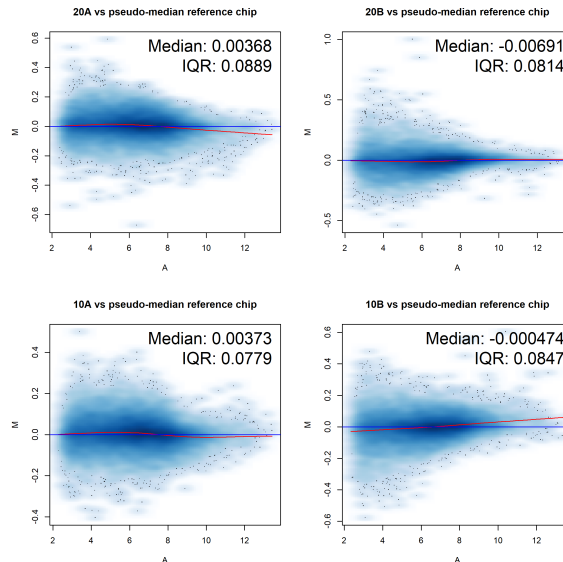 20A vs pseudo-median reference chip
Median: 0.00368
IQR: 0.0889
0.6
0.4
0.2
0.0
-0.2
-0.4
-0.6
M
2 4 6 8 10 12
A
20B vs pseudo-median reference chip
Median: -0.00691
IQR: 0.0814
1.0
0.5
0.0
-0.5
M
2 4 6 8 10 12
A
10A vs pseudo-median reference chip
Median: 0.00373
IQR: 0.0779
0.4
0.2
0.0
-0.2
-0.4
M
2 4 6 8 10 12
A
10B vs pseudo-median reference chip
Median: -0.000474
IQR: 0.0847
0.6
0.4
0.2
0.0
-0.2
-0.4
-0.6
M
2 4 6 8 10 12
A